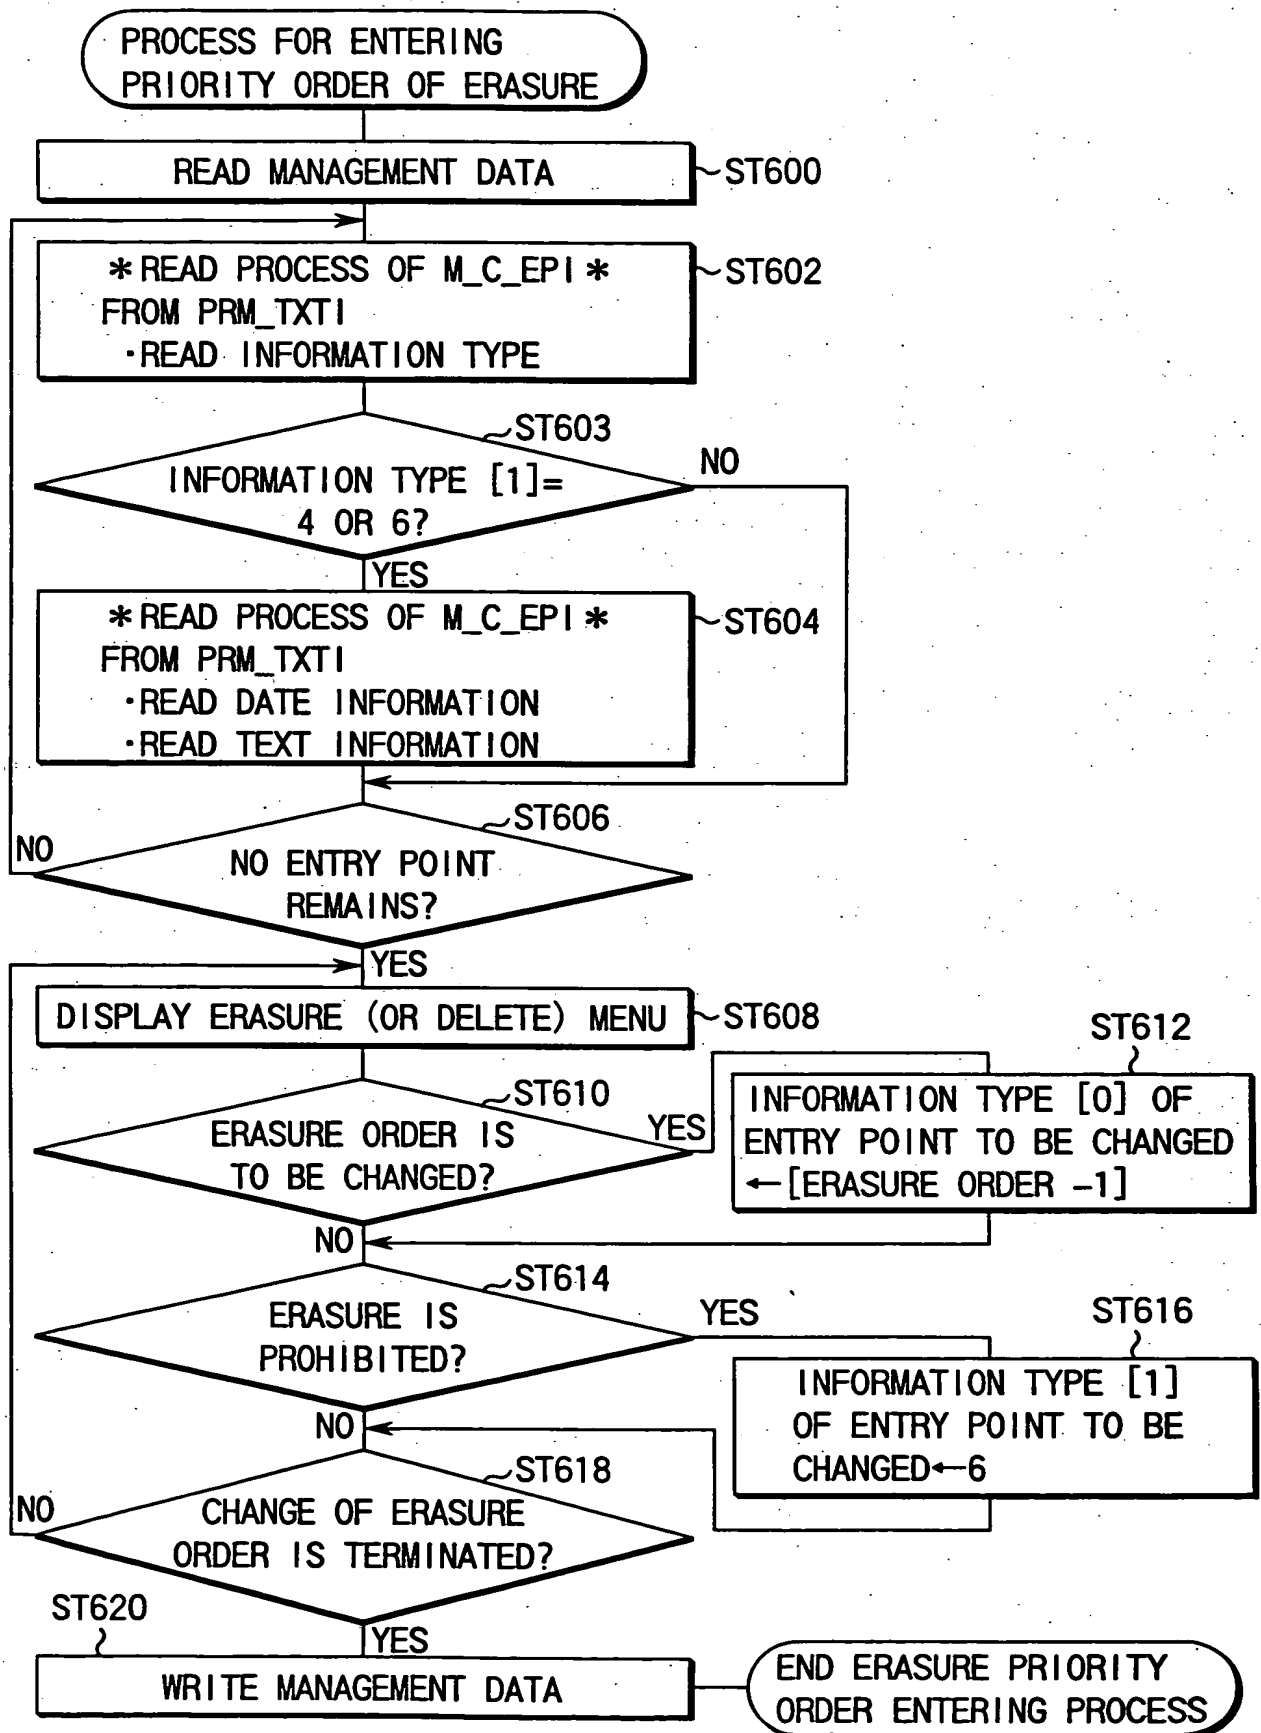 PROCESS FOR ENTERING
PRIORITY ORDER OF ERASURE
READ MANAGEMENT DATA
ST600
*READ PROCESS OF M_C_EPI*
FROM PRM_TXTI
·READ INFORMATION TYPE
ST602
ST603
INFORMATION TYPE [1]=
4 OR 6?
NO
YES
*READ PROCESS OF M_C_EPI*
FROM PRM_TXTI
·READ DATE INFORMATION
·READ TEXT INFORMATION
ST604
ST606
NO
NO ENTRY POINT
REMAINS?
YES
DISPLAY ERASURE (OR DELETE) MENU
ST608
ST610
ERASURE ORDER IS
TO BE CHANGED?
YES
ST612
INFORMATION TYPE [0] OF
ENTRY POINT TO BE CHANGED
←[ERASURE ORDER -1]
NO
ST614
ERASURE IS
PROHIBITED?
YES
ST616
INFORMATION TYPE [1]
OF ENTRY POINT TO BE
CHANGED←6
NO
ST618
NO
CHANGE OF ERASURE
ORDER IS TERMINATED?
YES
ST620
WRITE MANAGEMENT DATA
END ERASURE PRIORITY
ORDER ENTERING PROCESS